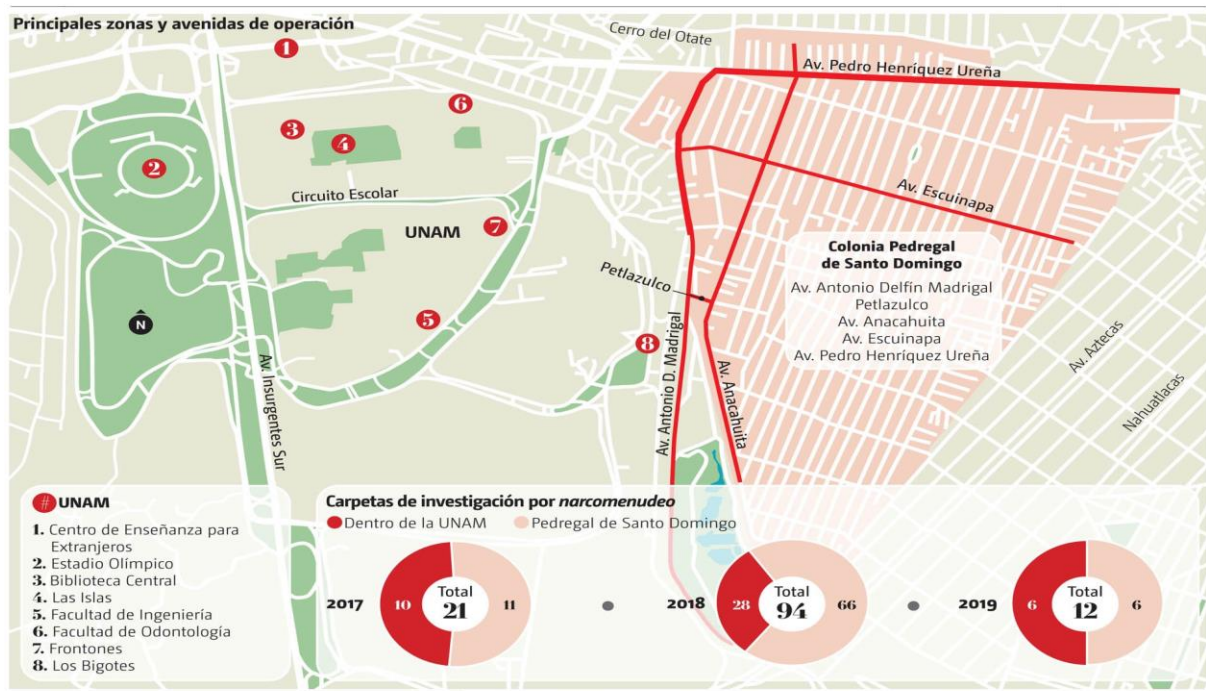 Principales zonas y avenidas de operación
1
Cerro del Otate
Av. Pedro Henríquez Ureña
6
3
4
2
Circuito Escolar
Av. Escuinapa
UNAM
7
Colonia Pedregal
de Santo Domingo
Av. Antonio Delfín Madrigal
Petlazulco
Av. Anacahuita
Av. Escuinapa
Av. Pedro Henríquez Ureña
Petlazulco
N
5
8
Av. Insurgentes Sur
Av. Antonio D. Madrigal
Av. Anacahuita
Av. Aztecas
Nahuatlacas
# UNAM
1. Centro de Enseñanza para
Extranjeros
2. Estadio Olímpico
3. Biblioteca Central
4. Las Islas
5. Facultad de Ingeniería
6. Facultad de Odontología
7. Frontones
8. Los Bigotes
Carpetas de investigación por narcomenudeo
Dentro de la UNAM Pedregal de Santo Domingo
2017
10
Total
21
11
2018
28
Total
94
66
2019
6
Total
12
6